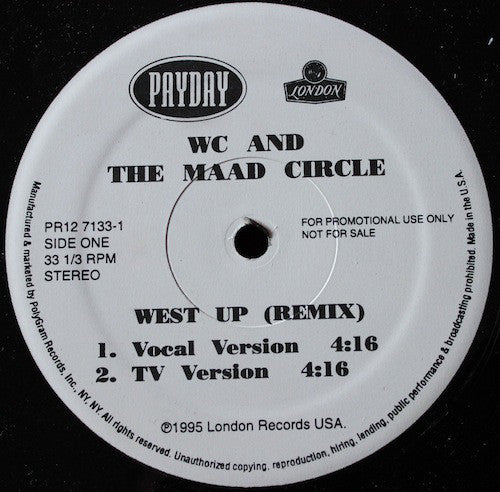 PAYDAY
LONDON
WC AND
THE MAAD CIRCLE
PR12 7133-1
SIDE ONE
33 1/3 RPM
STEREO
FOR PROMOTIONAL USE ONLY
NOT FOR SALE
WEST UP (REMIX)
1. Vocal Version 4:16
2. TV Version 4:16
℗1995 London Records USA.
Manufactured & marketed by PolyGram Records, Inc., NY, NY. All rights reserved. Unauthorized copying, reproduction, hiring, lending, public performance & broadcasting prohibited. Made in the U.S.A.